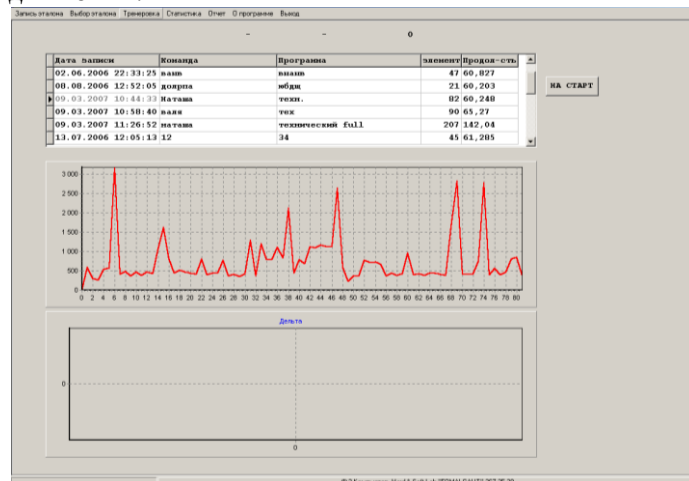 Запись эталона Выбор эталона Тренировка Статистика Отчет О программе Выход
- - 0
Дата записи Команда Программа элемент Продол-сть
02.06.2006 22:33:25 ваив вианв 47 60,827
08.08.2006 12:52:05 долрпа мбдщ 21 60,203
09.03.2007 10:44:33 Наташа техн. 82 60,248
09.03.2007 10:58:40 валя тех 90 65,27
09.03.2007 11:26:52 наташа технический full 207 142,04
13.07.2006 12:05:13 12 34 45 61,285
НА СТАРТ
3 000
2 500
2 000
1 500
1 000
500
0
0 2 4 6 8 10 12 14 16 18 20 22 24 26 28 30 32 34 36 38 40 42 44 46 48 50 52 54 56 58 60 62 64 66 68 70 72 74 76 78 80
Дельта
0
0